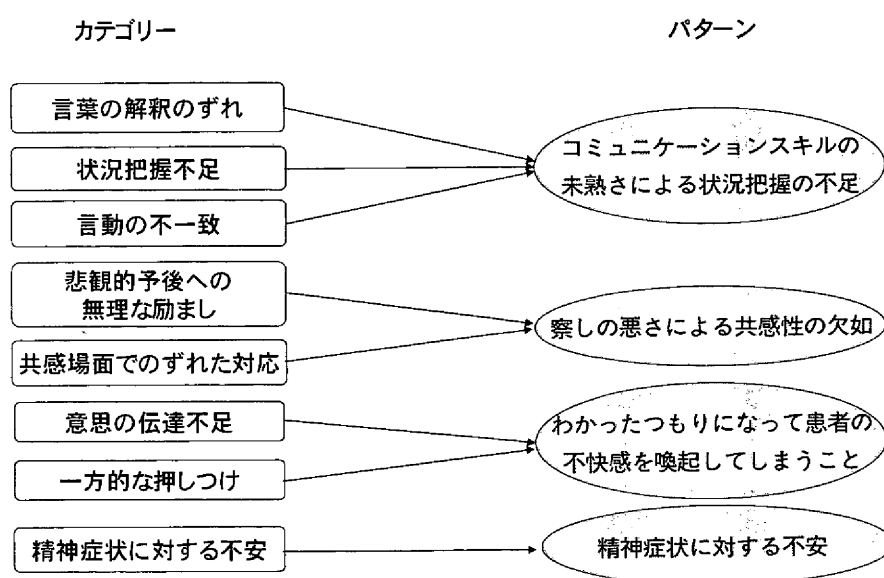 カテゴリー
パターン
言葉の解釈のずれ
状況把握不足
言動の不一致
コミュニケーションスキルの
未熟さによる状況把握の不足
悲観的予後への
無理な励まし
共感場面でのずれた対応
察しの悪さによる共感性の欠如
意思の伝達不足
一方的な押しつけ
わかったつもりになって患者の
不快感を喚起してしまうこと
精神症状に対する不安
精神症状に対する不安